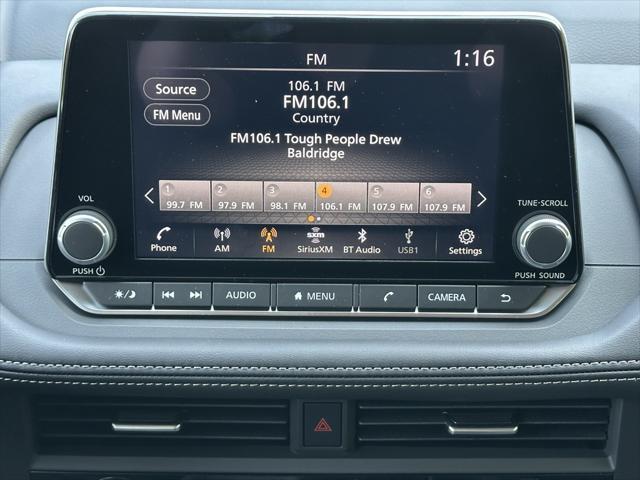 FM
1:16
Source
106.1 FM
FM106.1
FM Menu
Country
FM106.1 Tough People Drew
Baldridge
1 2 3 4 5 6
99.7 FM 97.9 FM 98.1 FM 106.1 FM 107.9 FM 107.9 FM
VOL
TUNE·SCROLL
sxm
Phone AM FM SiriusXM BT Audio USB1 Settings
PUSH
PUSH SOUND
AUDIO MENU CAMERA